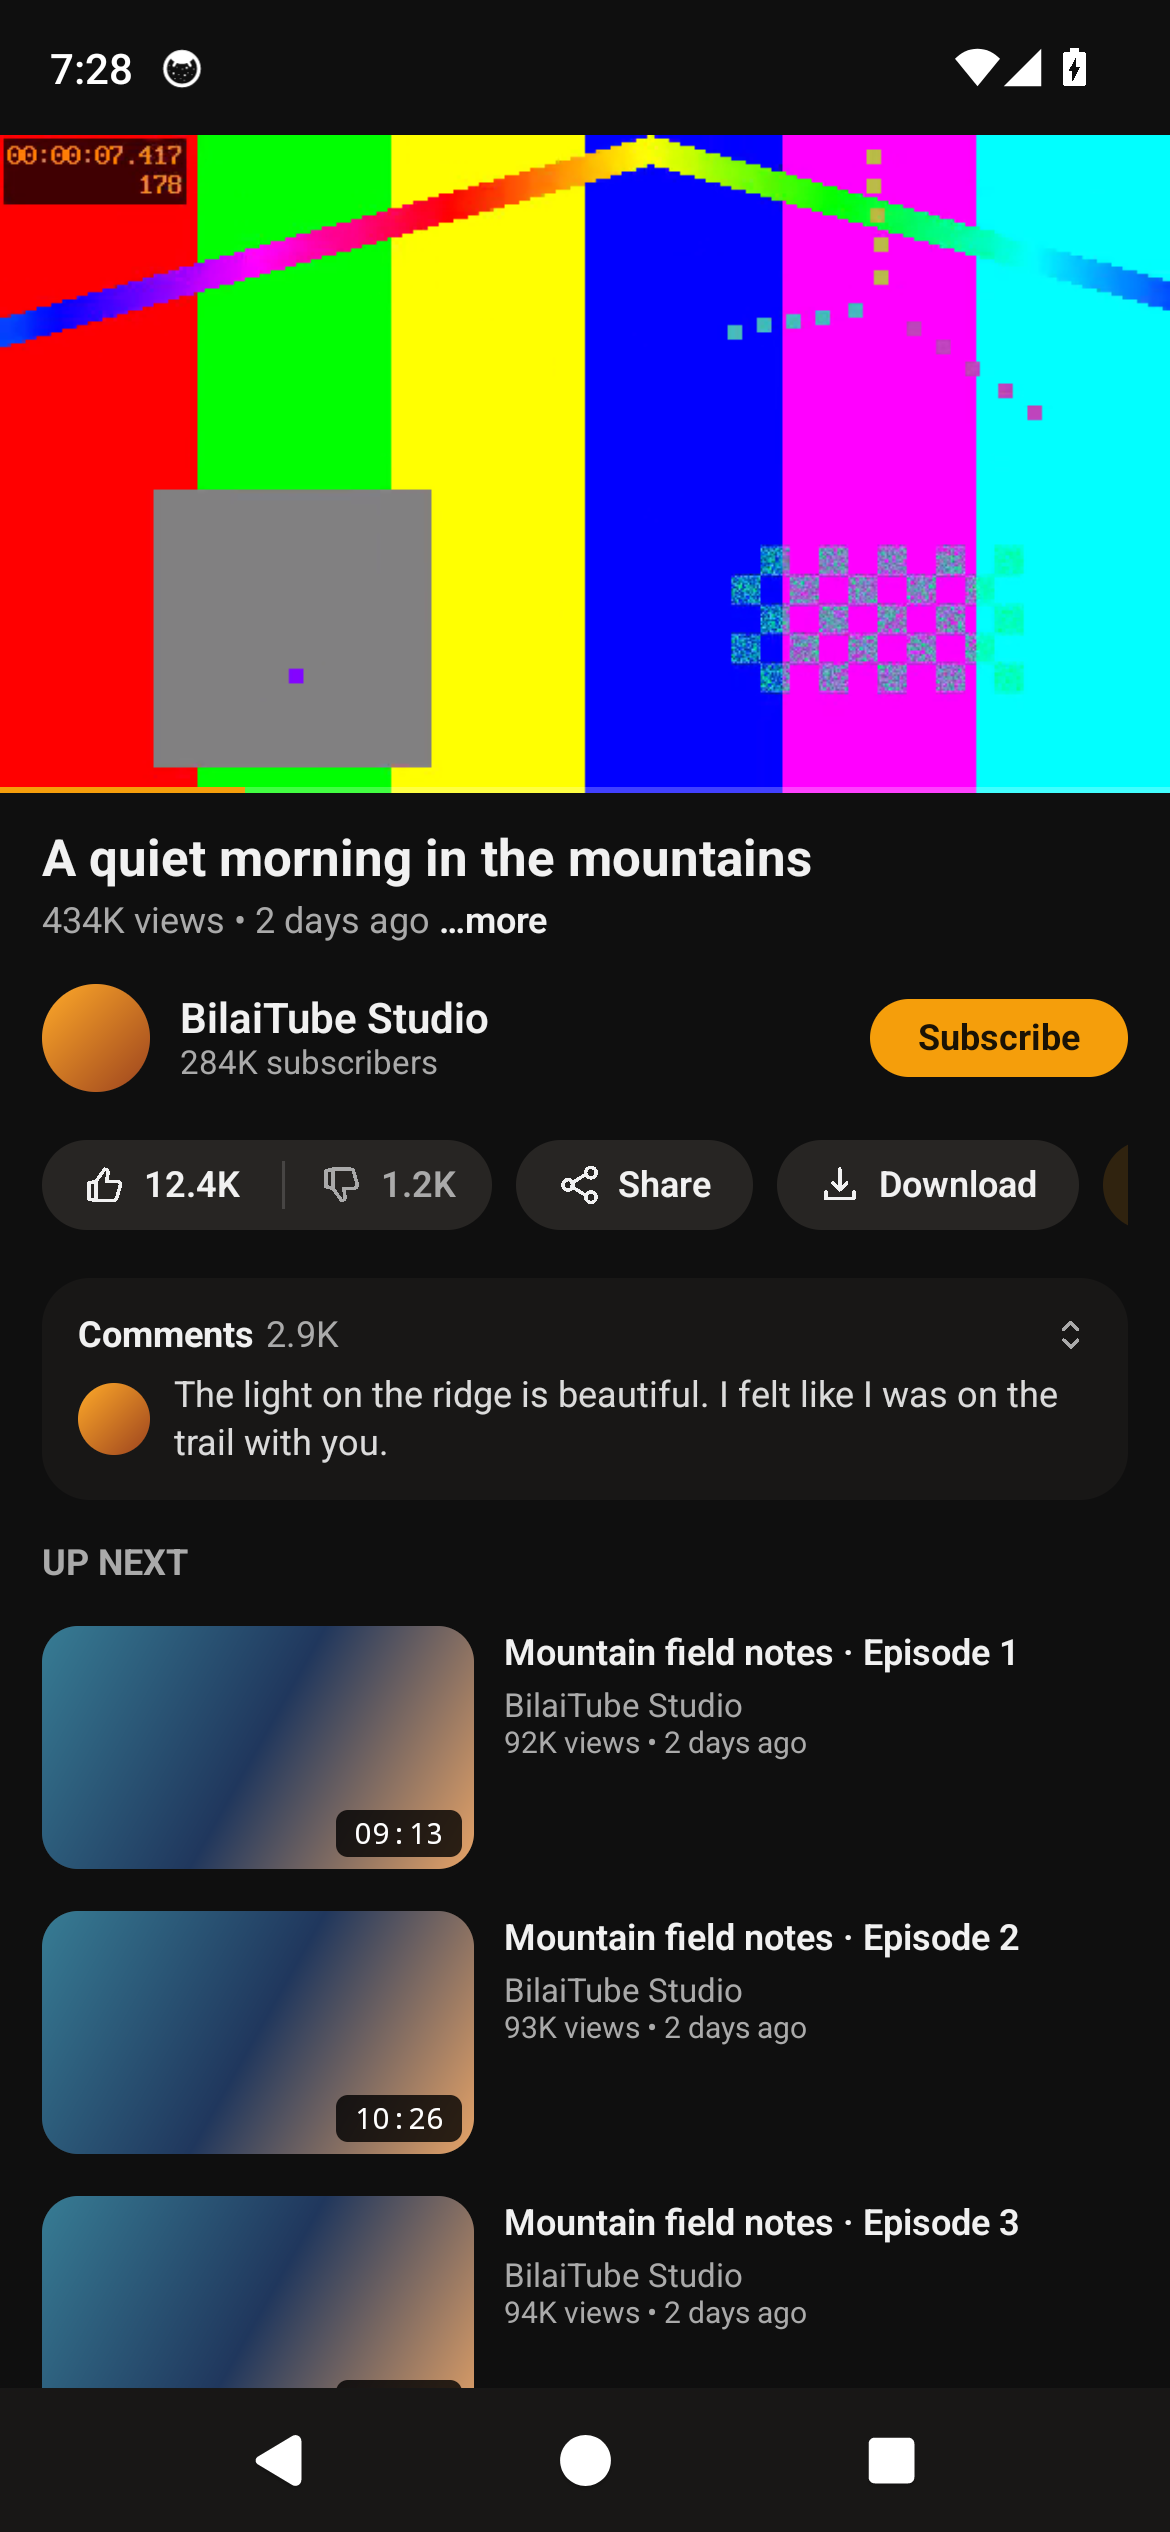 7:28
00:00:07.417
178
A quiet morning in the mountains
434K views • 2 days ago ...more
BilaiTube Studio
284K subscribers
Subscribe
12.4K
1.2K
Share
Download
Comments 2.9K
The light on the ridge is beautiful. I felt like I was on the
trail with you.
UP NEXT
Mountain field notes · Episode 1
BilaiTube Studio
92K views • 2 days ago
09:13
Mountain field notes · Episode 2
BilaiTube Studio
93K views • 2 days ago
10:26
Mountain field notes · Episode 3
BilaiTube Studio
94K views • 2 days ago